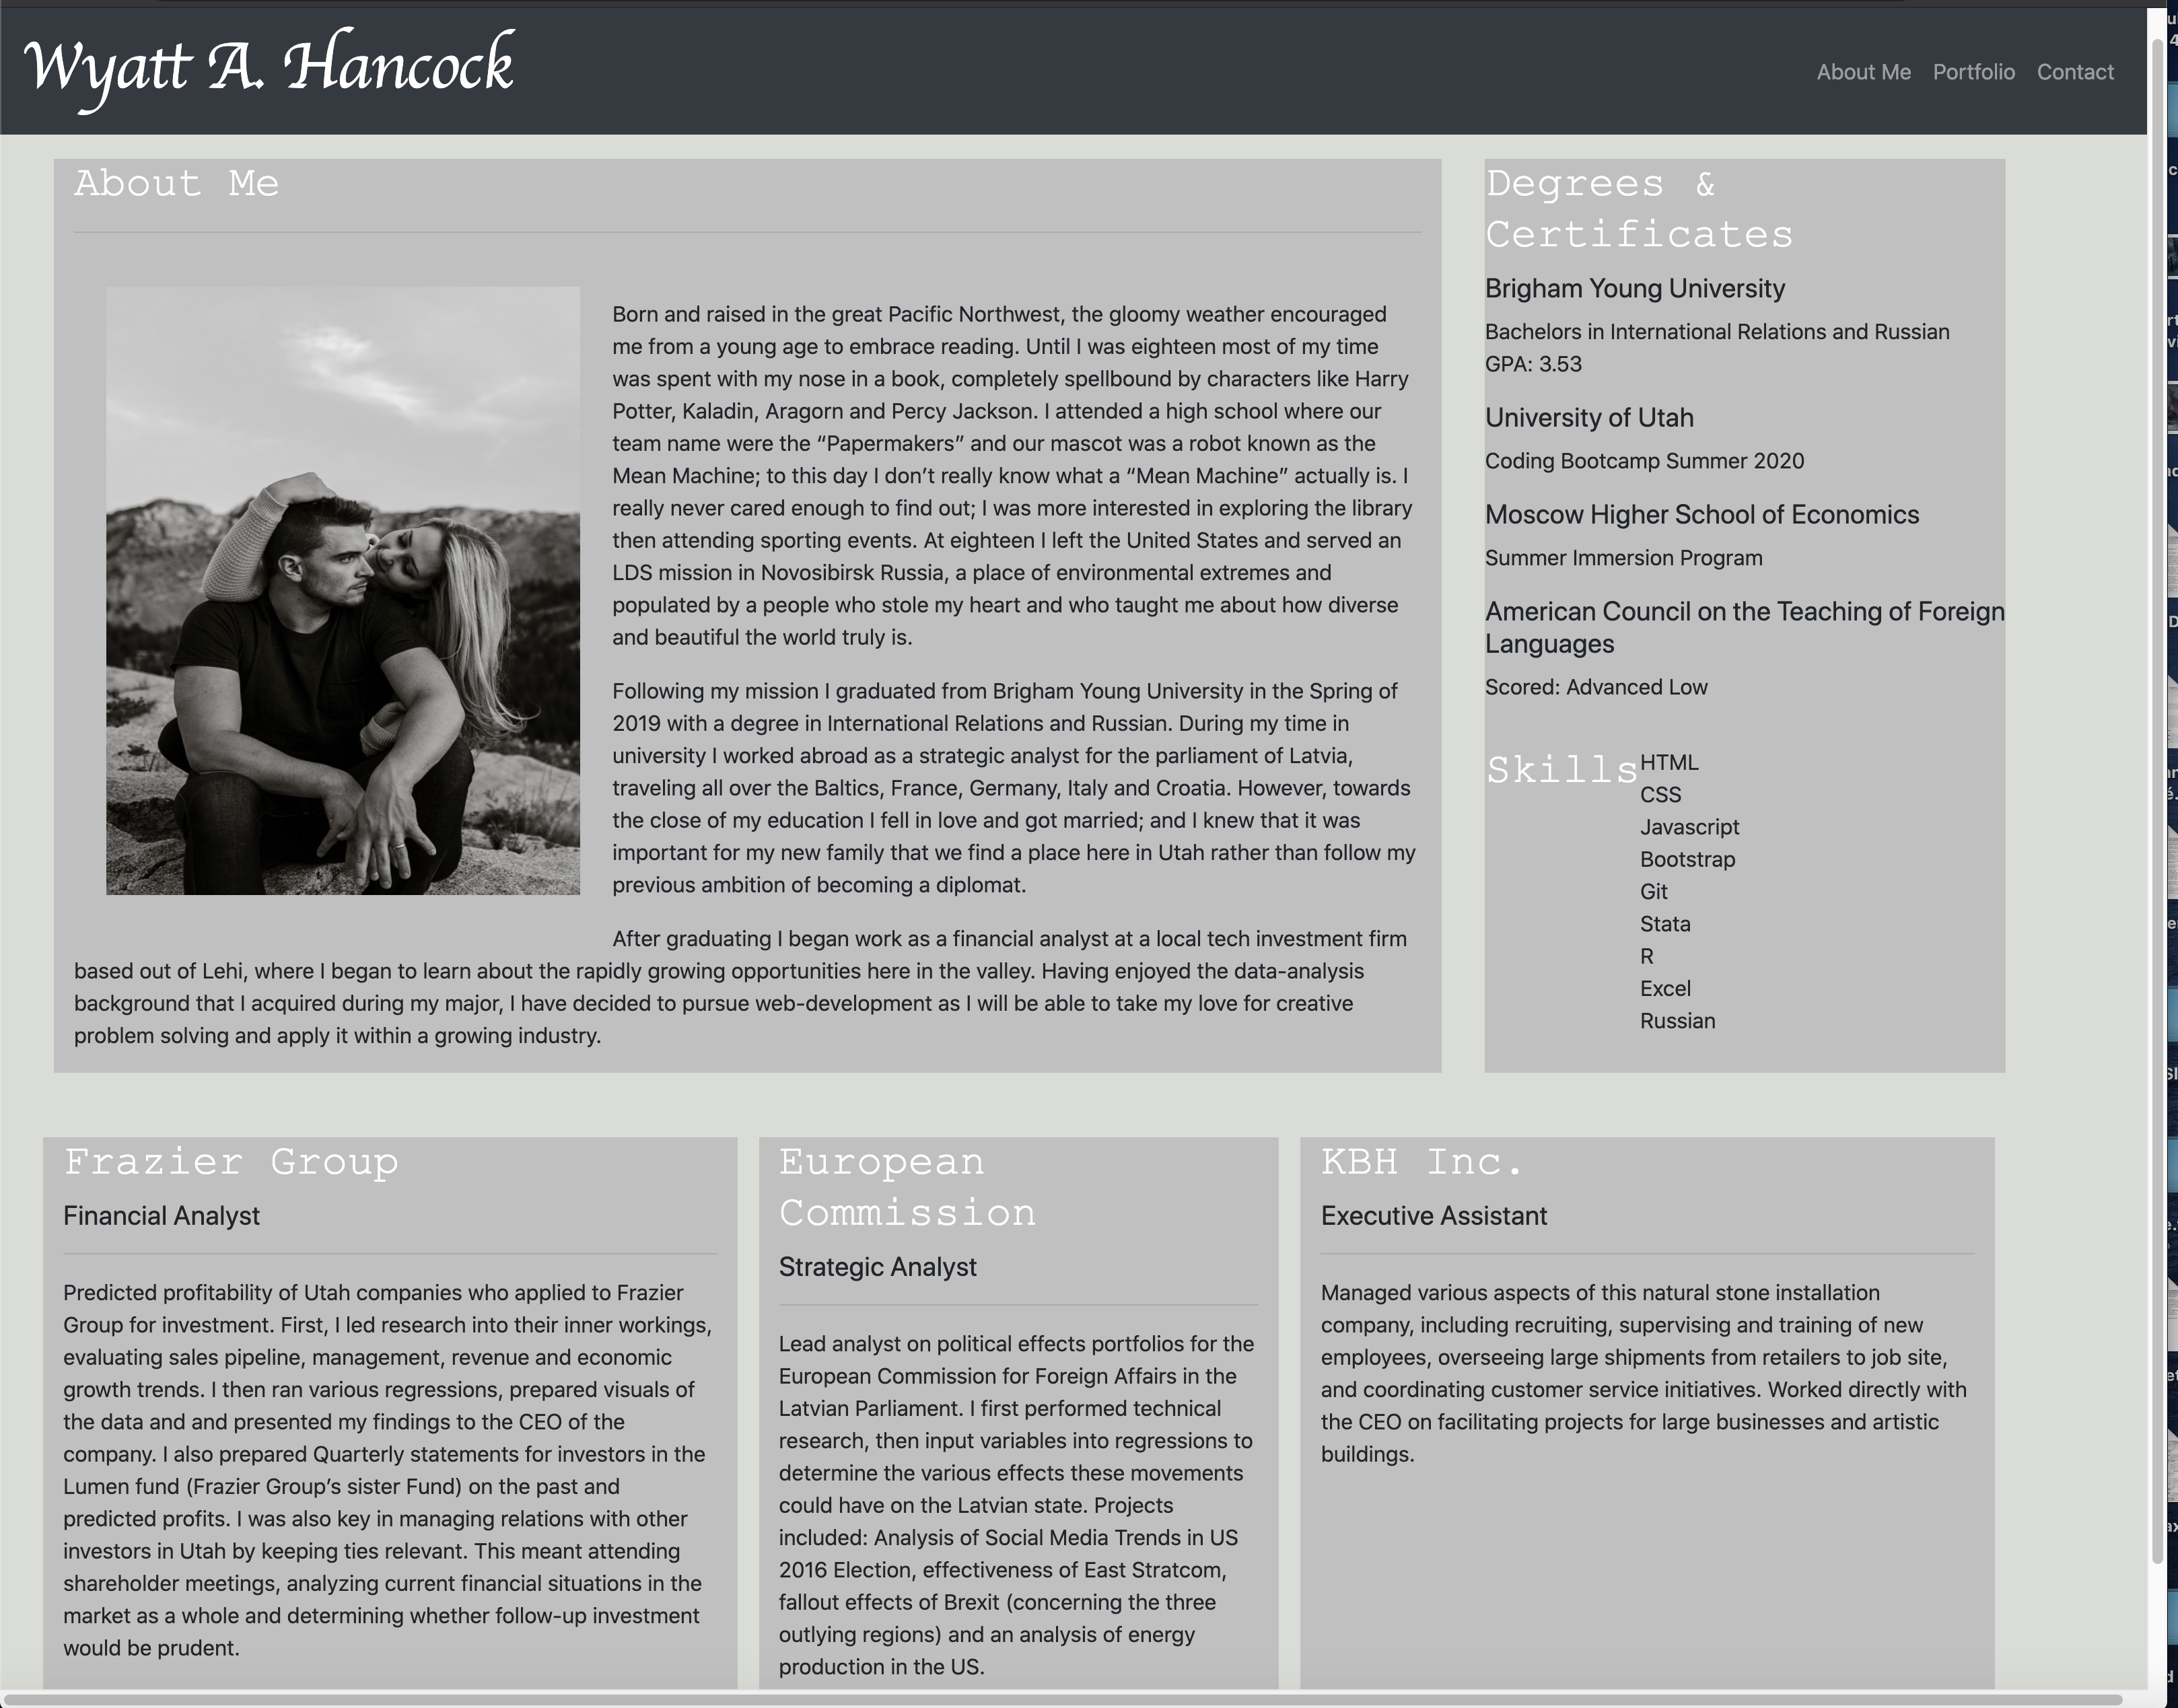 Wyatt A. Hancock
About Me Portfolio Contact
About Me
Born and raised in the great Pacific Northwest, the gloomy weather encouraged
me from a young age to embrace reading. Until I was eighteen most of my time
was spent with my nose in a book, completely spellbound by characters like Harry
Potter, Kaladin, Aragorn and Percy Jackson. I attended a high school where our
team name were the “Papermakers” and our mascot was a robot known as the
Mean Machine; to this day I don’t really know what a “Mean Machine” actually is. I
really never cared enough to find out; I was more interested in exploring the library
then attending sporting events. At eighteen I left the United States and served an
LDS mission in Novosibirsk Russia, a place of environmental extremes and
populated by a people who stole my heart and who taught me about how diverse
and beautiful the world truly is.
Following my mission I graduated from Brigham Young University in the Spring of
2019 with a degree in International Relations and Russian. During my time in
university I worked abroad as a strategic analyst for the parliament of Latvia,
traveling all over the Baltics, France, Germany, Italy and Croatia. However, towards
the close of my education I fell in love and got married; and I knew that it was
important for my new family that we find a place here in Utah rather than follow my
previous ambition of becoming a diplomat.
After graduating I began work as a financial analyst at a local tech investment firm
based out of Lehi, where I began to learn about the rapidly growing opportunities here in the valley. Having enjoyed the data-analysis
background that I acquired during my major, I have decided to pursue web-development as I will be able to take my love for creative
problem solving and apply it within a growing industry.
Degrees &
Certificates
Brigham Young University
Bachelors in International Relations and Russian
GPA: 3.53
University of Utah
Coding Bootcamp Summer 2020
Moscow Higher School of Economics
Summer Immersion Program
American Council on the Teaching of Foreign
Languages
Scored: Advanced Low
Skills
HTML
CSS
Javascript
Bootstrap
Git
Stata
R
Excel
Russian
Frazier Group
Financial Analyst
Predicted profitability of Utah companies who applied to Frazier
Group for investment. First, I led research into their inner workings,
evaluating sales pipeline, management, revenue and economic
growth trends. I then ran various regressions, prepared visuals of
the data and and presented my findings to the CEO of the
company. I also prepared Quarterly statements for investors in the
Lumen fund (Frazier Group’s sister Fund) on the past and
predicted profits. I was also key in managing relations with other
investors in Utah by keeping ties relevant. This meant attending
shareholder meetings, analyzing current financial situations in the
market as a whole and determining whether follow-up investment
would be prudent.
European
Commission
Strategic Analyst
Lead analyst on political effects portfolios for the
European Commission for Foreign Affairs in the
Latvian Parliament. I first performed technical
research, then input variables into regressions to
determine the various effects these movements
could have on the Latvian state. Projects
included: Analysis of Social Media Trends in US
2016 Election, effectiveness of East Stratcom,
fallout effects of Brexit (concerning the three
outlying regions) and an analysis of energy
production in the US.
KBH Inc.
Executive Assistant
Managed various aspects of this natural stone installation
company, including recruiting, supervising and training of new
employees, overseeing large shipments from retailers to job site,
and coordinating customer service initiatives. Worked directly with
the CEO on facilitating projects for large businesses and artistic
buildings.